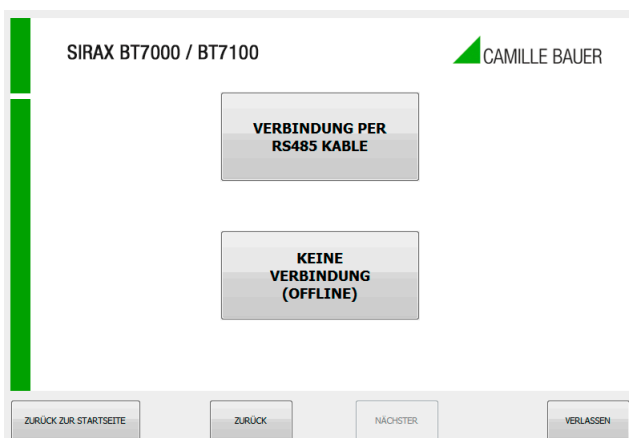 SIRAX BT7000 / BT7100
CAMILLE BAUER
VERBINDUNG PER
RS485 KABLE
KEINE
VERBINDUNG
(OFFLINE)
ZURÜCK ZUR STARTSEITE
ZURÜCK
NÄCHSTER
VERLASSEN